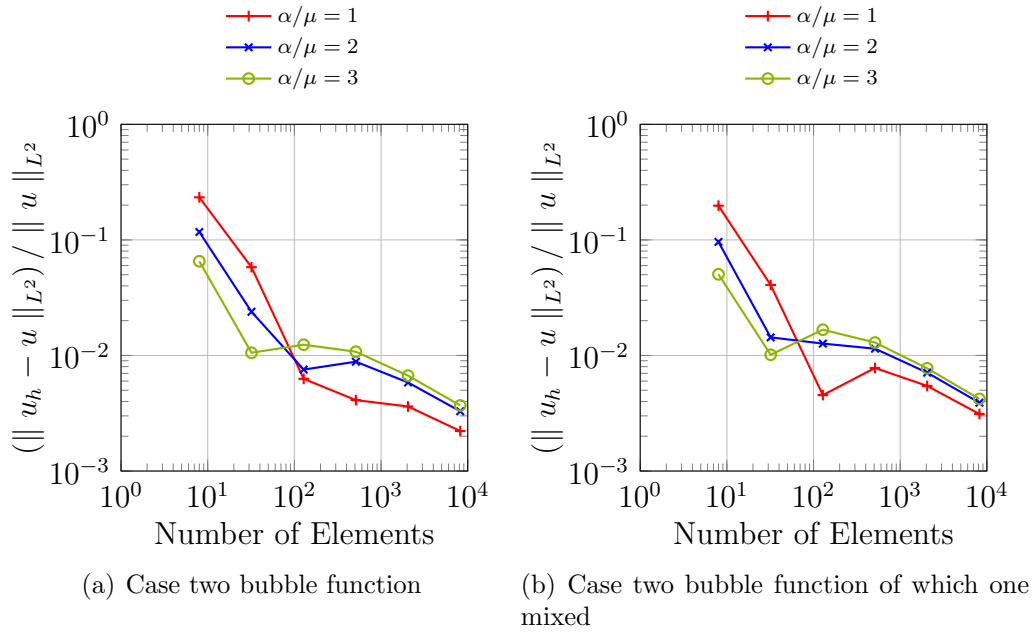 α/μ = 1
α/μ = 2
α/μ = 3
10^0
10^-1
10^-2
10^-3
10^0 10^1 10^2 10^3 10^4
Number of Elements
(∥ u_h − u ∥_{L^2}) / ∥ u ∥_{L^2}
(a) Case two bubble function
α/μ = 1
α/μ = 2
α/μ = 3
10^0
10^-1
10^-2
10^-3
10^0 10^1 10^2 10^3 10^4
Number of Elements
(∥ u_h − u ∥_{L^2}) / ∥ u ∥_{L^2}
(b) Case two bubble function of which one
mixed